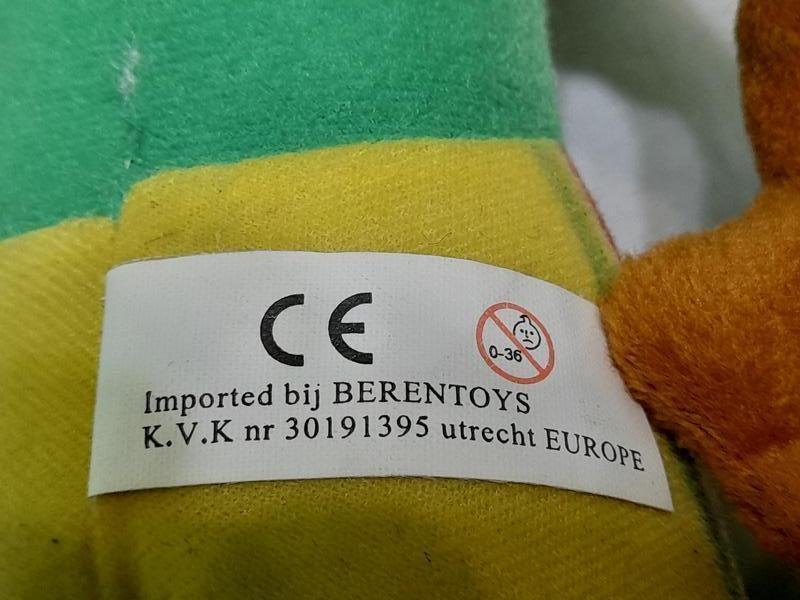 CE
0-36
Imported bij BERENTOYS
K.V.K nr 30191395 utrecht EUROPE